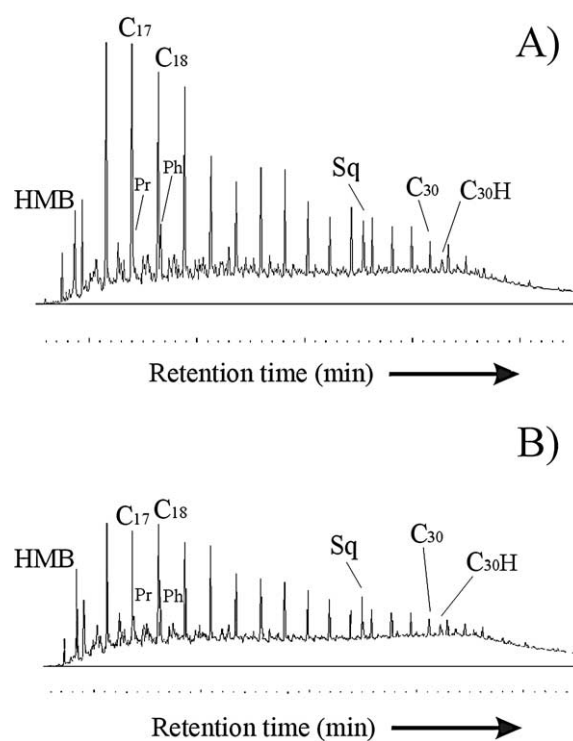 A)
C₁₇
C₁₈
Pr
Ph
HMB
Sq
C₃₀
C₃₀H
Retention time (min)
B)
C₁₇
C₁₈
HMB
Pr
Ph
Sq
C₃₀
C₃₀H
Retention time (min)